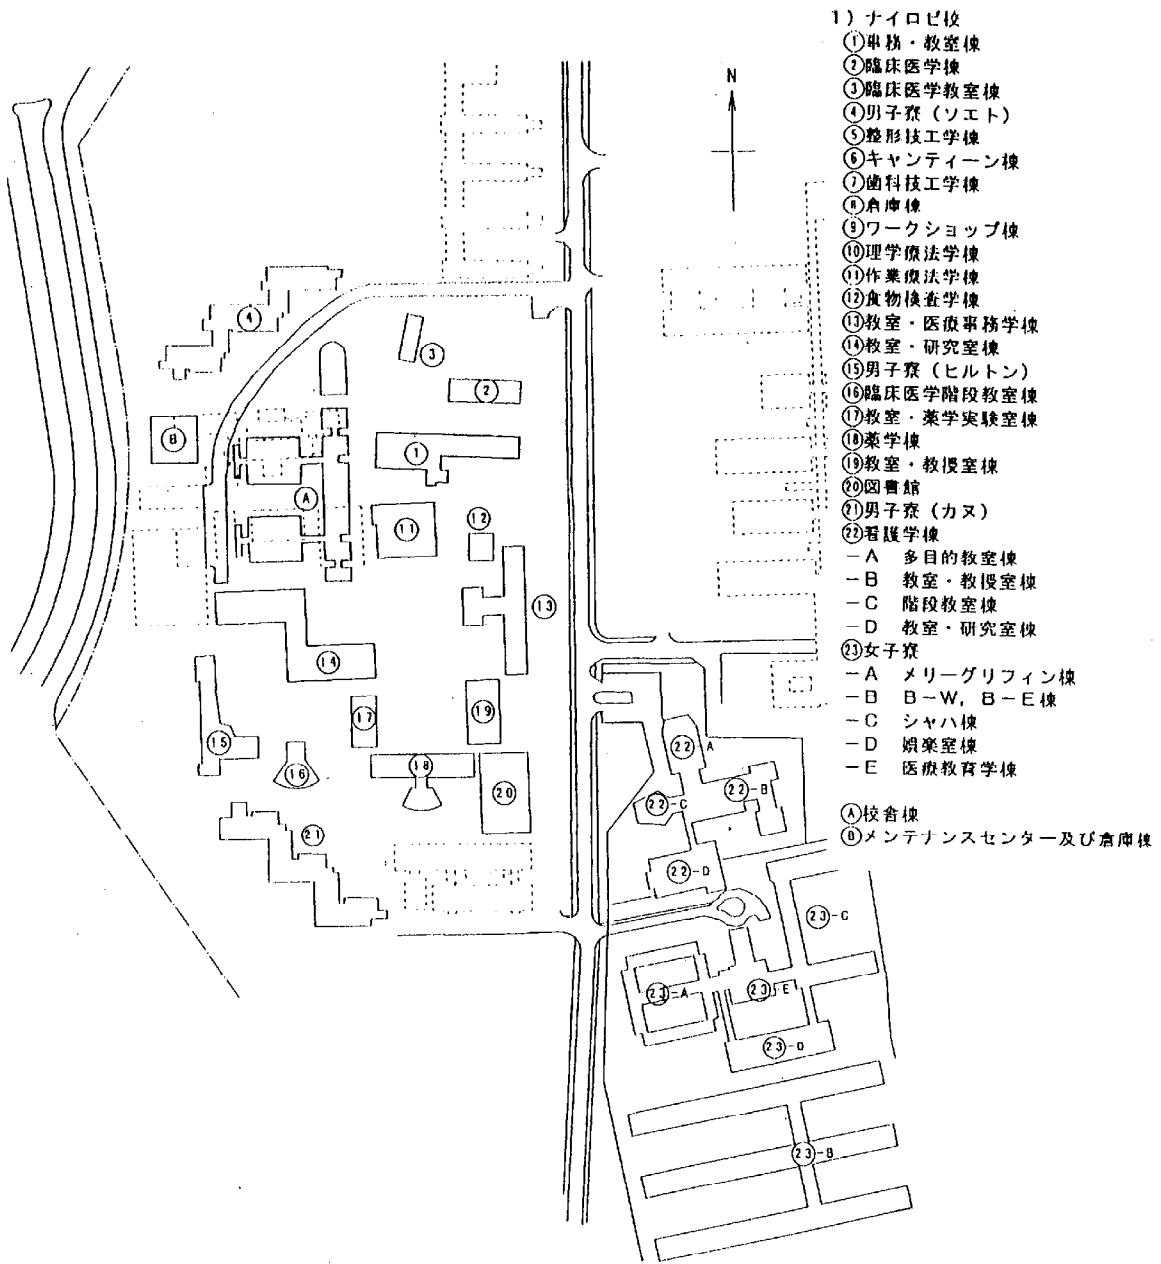 1) ナイロビ校
①事務・教室棟
②臨床医学棟
③臨床医学教室棟
④男子寮(ソエト)
⑤整形技工学棟
⑥キャンティーン棟
⑦歯科技工学棟
⑧倉庫棟
⑨ワークショップ棟
⑩理学療法学棟
⑪作業療法学棟
⑫食物検査学棟
⑬教室・医療事務学棟
⑭教室・研究室棟
⑮男子寮(ヒルトン)
⑯臨床医学階段教室棟
⑰教室・薬学実験室棟
⑱薬学棟
⑲教室・教授室棟
⑳図書館
㉑男子寮(カヌ)
㉒看護学棟
-A 多目的教室棟
-B 教室・教授室棟
-C 階段教室棟
-D 教室・研究室棟
㉓女子寮
-A メリーグリフィン棟
-B B-W, B-E棟
-C シャハ棟
-D 娯楽室棟
-E 医療教育学棟
Ⓐ校舎棟
Ⓑメンテナンスセンター及び倉庫棟
N
④
③
②
Ⓑ
①
Ⓐ
⑪
⑫
⑬
⑭
⑰
⑲
⑮
⑯
⑱
⑳
㉑
㉒-A
㉒-B
㉒-C
㉒-D
㉓-C
㉓-A
㉓-E
㉓-D
㉓-B